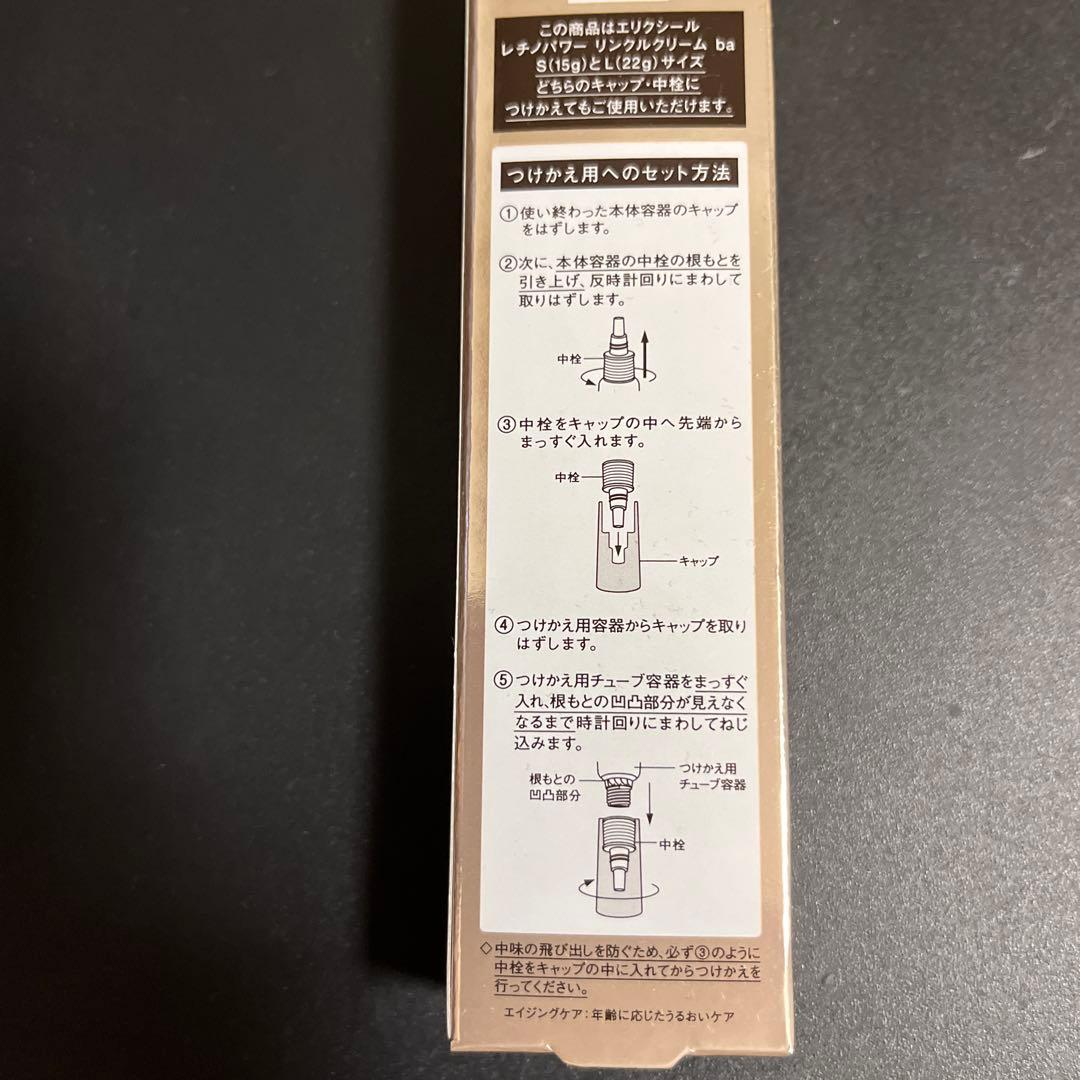 この商品はエリクシール
レチノパワー リンクルクリーム ba
S(15g)とL(22g)サイズ
どちらのキャップ・中栓に
つけかえてもご使用いただけます。
つけかえ用へのセット方法
①使い終わった本体容器のキャップ
をはずします。
②次に、本体容器の中栓の根もとを
引き上げ、反時計回りにまわして
取りはずします。
中栓
③中栓をキャップの中へ先端から
まっすぐ入れます。
中栓
キャップ
④つけかえ用容器からキャップを取り
はずします。
⑤つけかえ用チューブ容器をまっすぐ
入れ、根もとの凹凸部分が見えなく
なるまで時計回りにまわしてねじ
込みます。
根もとの
凹凸部分
つけかえ用
チューブ容器
中栓
◇中味の飛び出しを防ぐため、必ず③のように
中栓をキャップの中に入れてからつけかえを
行ってください。
エイジングケア：年齢に応じたうるおいケア